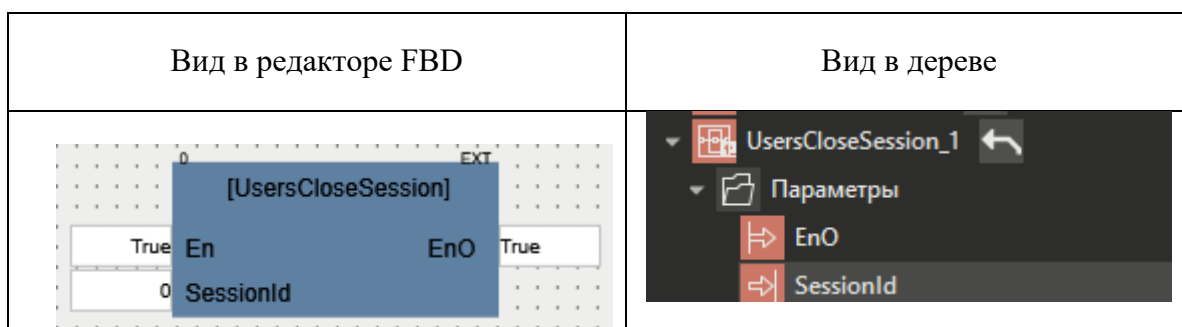 Вид в редакторе FBD
Вид в дереве
0 EXT
[UsersCloseSession]
True En EnO True
0 SessionId
UsersCloseSession_1
Параметры
EnO
SessionId